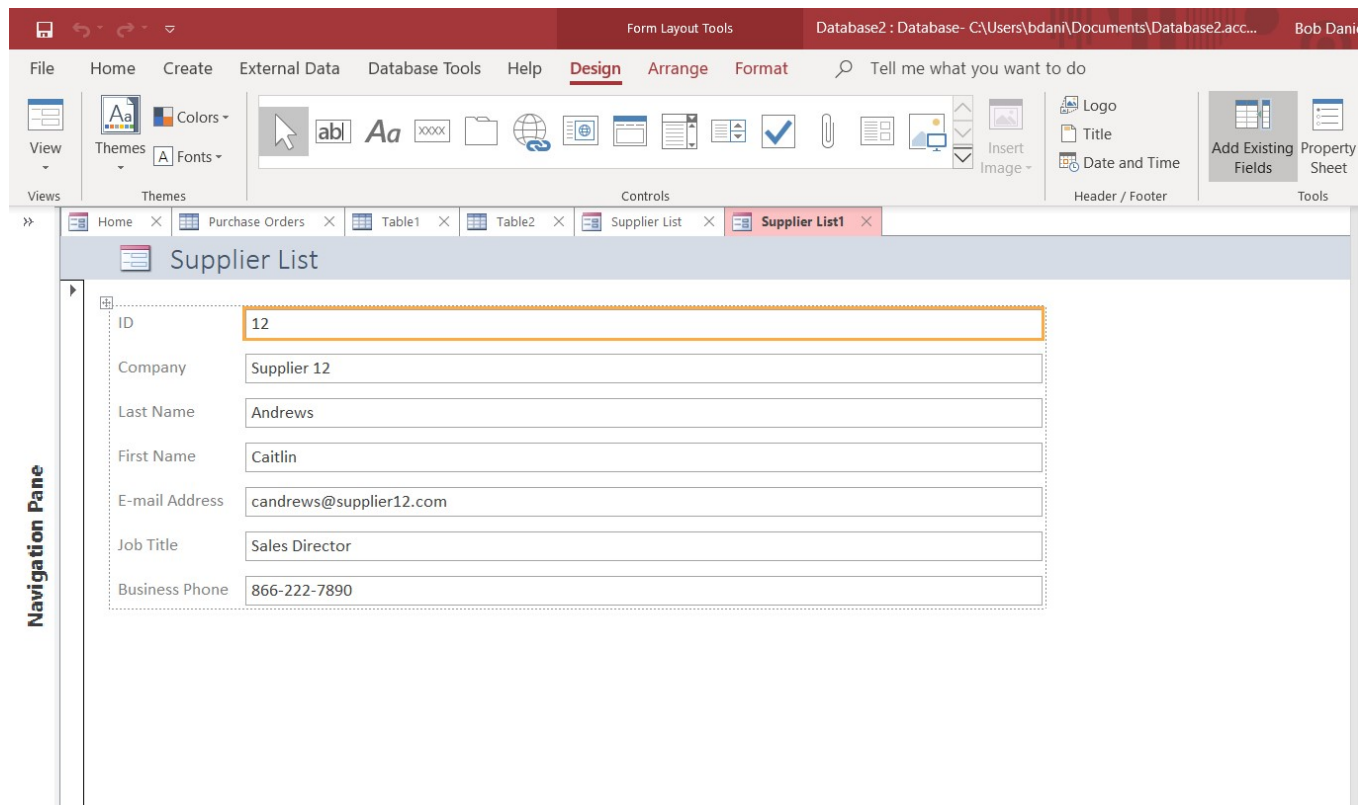 Form Layout Tools Database2 : Database- C:\Users\bdani\Documents\Database2.acc... Bob Danie
File Home Create External Data Database Tools Help Design Arrange Format Tell me what you want to do
View
Views
Aa
Themes
Colors
Fonts
A
Themes
ab
Aa
xxxx
Insert
Image
Controls
Logo
Title
Date and Time
Header / Footer
Add Existing
Fields
Property
Sheet
Tools
Home Purchase Orders Table1 Table2 Supplier List Supplier List1
Supplier List
ID 12
Company Supplier 12
Last Name Andrews
First Name Caitlin
E-mail Address candrews@supplier12.com
Job Title Sales Director
Business Phone 866-222-7890
Navigation Pane